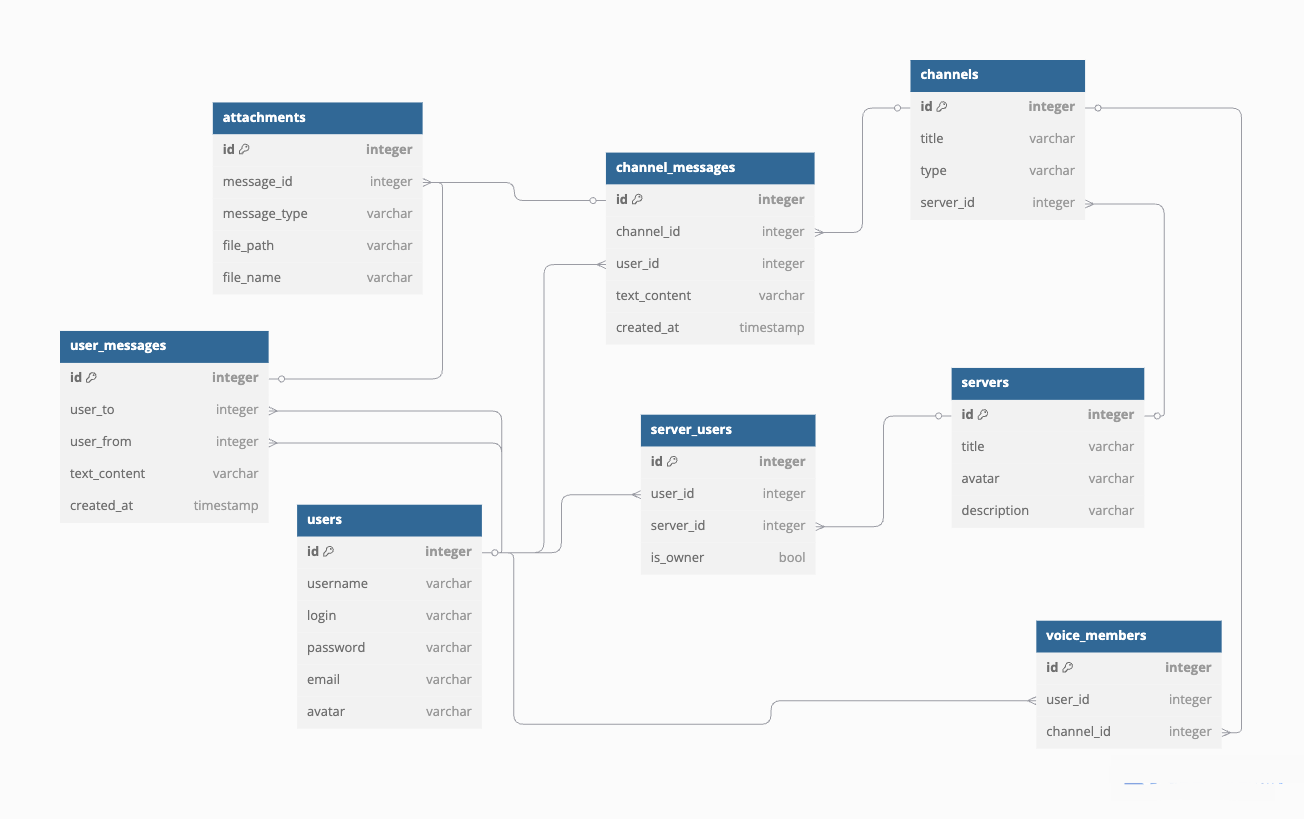 attachments
id integer
message_id integer
message_type varchar
file_path varchar
file_name varchar
user_messages
id integer
user_to integer
user_from integer
text_content varchar
created_at timestamp
users
id integer
username varchar
login varchar
password varchar
email varchar
avatar varchar
channel_messages
id integer
channel_id integer
user_id integer
text_content varchar
created_at timestamp
server_users
id integer
user_id integer
server_id integer
is_owner bool
channels
id integer
title varchar
type varchar
server_id integer
servers
id integer
title varchar
avatar varchar
description varchar
voice_members
id integer
user_id integer
channel_id integer